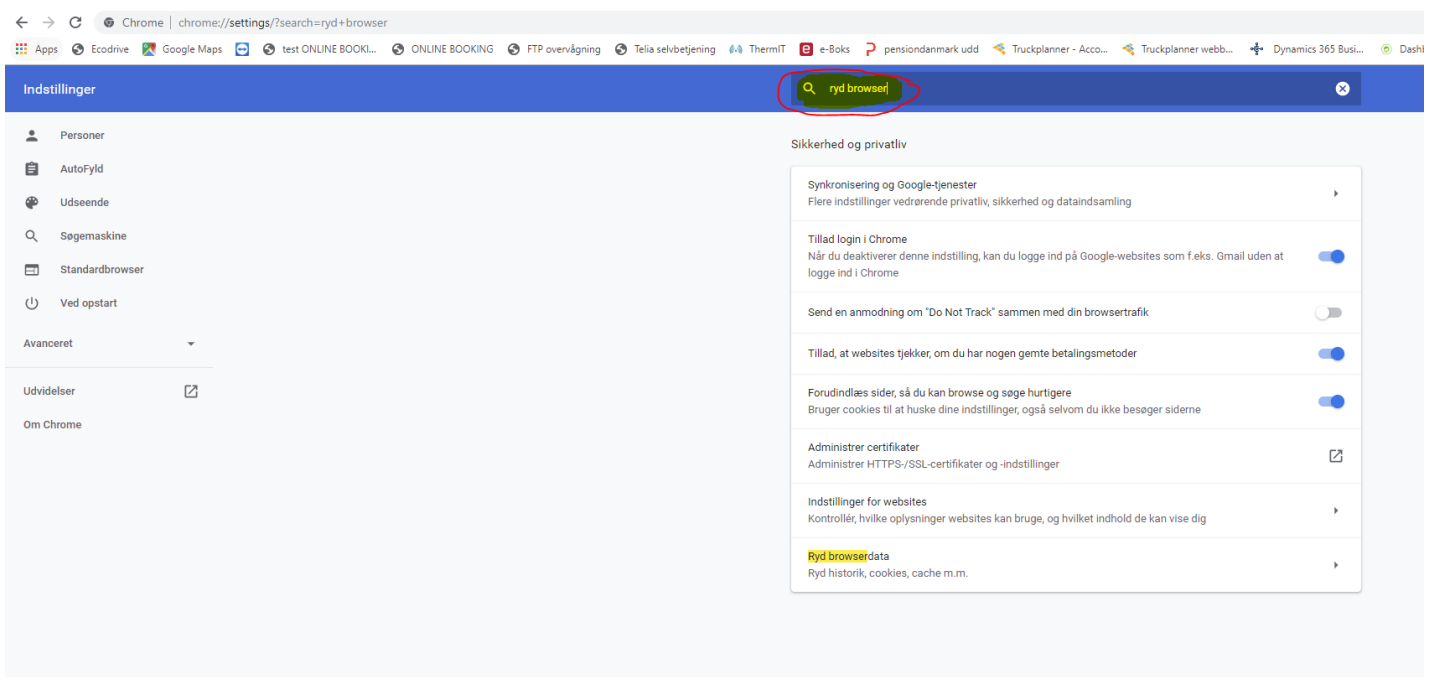 Chrome | chrome://settings/?search=ryd+browser
Apps Ecodrive Google Maps test ONLINE BOOKI... ONLINE BOOKING FTP overvågning Telia selvbetjening ThermIT e-Boks pensiondanmark udd Truckplanner - Acco... Truckplanner webb... Dynamics 365 Busi... Dashl
Indstillinger
ryd browser
Personer
AutoFyld
Udseende
Søgemaskine
Standardbrowser
Ved opstart
Avanceret
Udvidelser
Om Chrome
Sikkerhed og privatliv
Synkronisering og Google-tjenester
Flere indstillinger vedrørende privatliv, sikkerhed og dataindsamling
Tillad login i Chrome
Når du deaktiverer denne indstilling, kan du logge ind på Google-websites som f.eks. Gmail uden at
logge ind i Chrome
Send en anmodning om "Do Not Track" sammen med din browsertrafik
Tillad, at websites tjekker, om du har nogen gemte betalingsmetoder
Forudindlæs sider, så du kan browse og søge hurtigere
Bruger cookies til at huske dine indstillinger, også selvom du ikke besøger siderne
Administrer certifikater
Administrer HTTPS-/SSL-certifikater og -indstillinger
Indstillinger for websites
Kontrollér, hvilke oplysninger websites kan bruge, og hvilket indhold de kan vise dig
Ryd browserdata
Ryd historik, cookies, cache m.m.